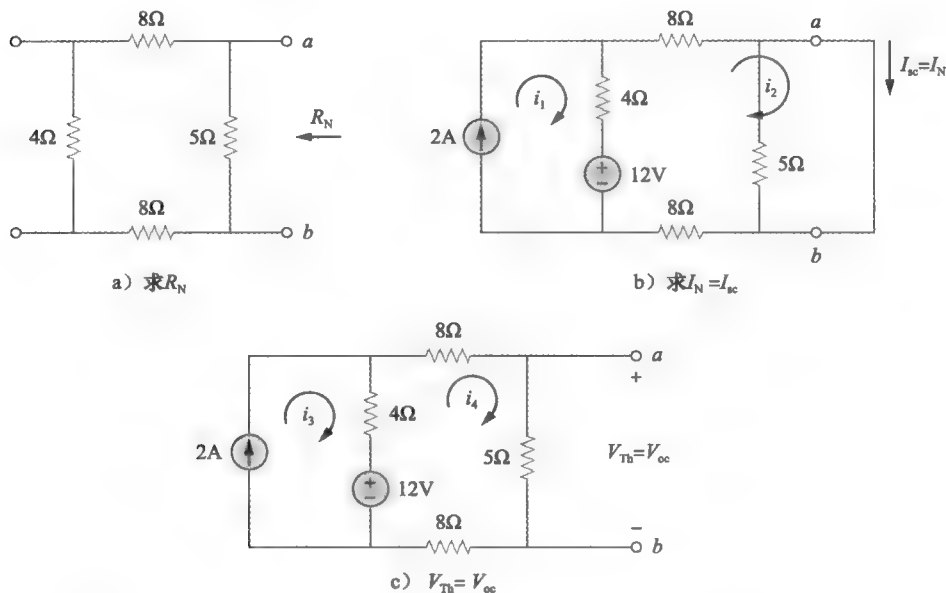 8Ω
a
4Ω
5Ω
R_N
8Ω
b
a）求R_N
a
8Ω
I_sc=I_N
i_1
4Ω
i_2
2A
5Ω
12V
8Ω
b
b）求I_N=I_sc
8Ω
a
+
i_3
4Ω
i_4
2A
5Ω
V_Th=V_oc
12V
8Ω
−
b
c） V_Th= V_oc